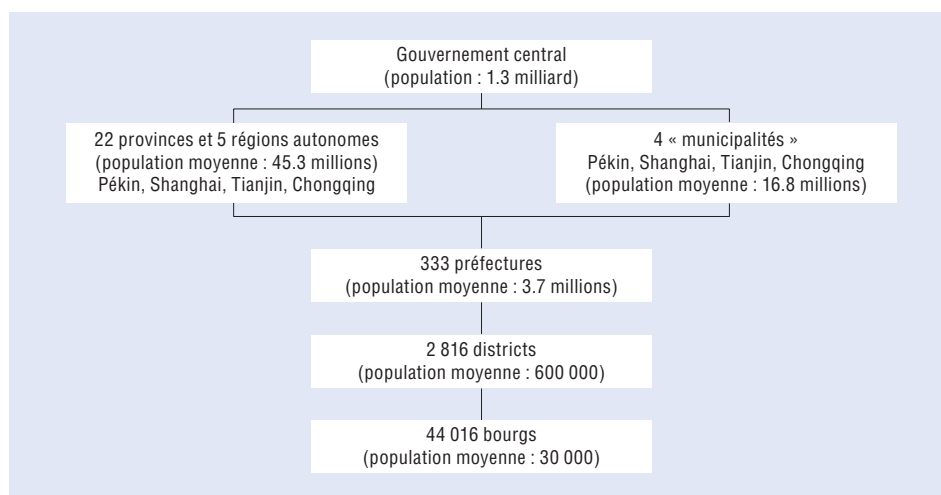 Gouvernement central
(population : 1.3 milliard)
22 provinces et 5 régions autonomes
(population moyenne : 45.3 millions)
Pékin, Shanghai, Tianjin, Chongqing
4 « municipalités »
Pékin, Shanghai, Tianjin, Chongqing
(population moyenne : 16.8 millions)
333 préfectures
(population moyenne : 3.7 millions)
2 816 districts
(population moyenne : 600 000)
44 016 bourgs
(population moyenne : 30 000)